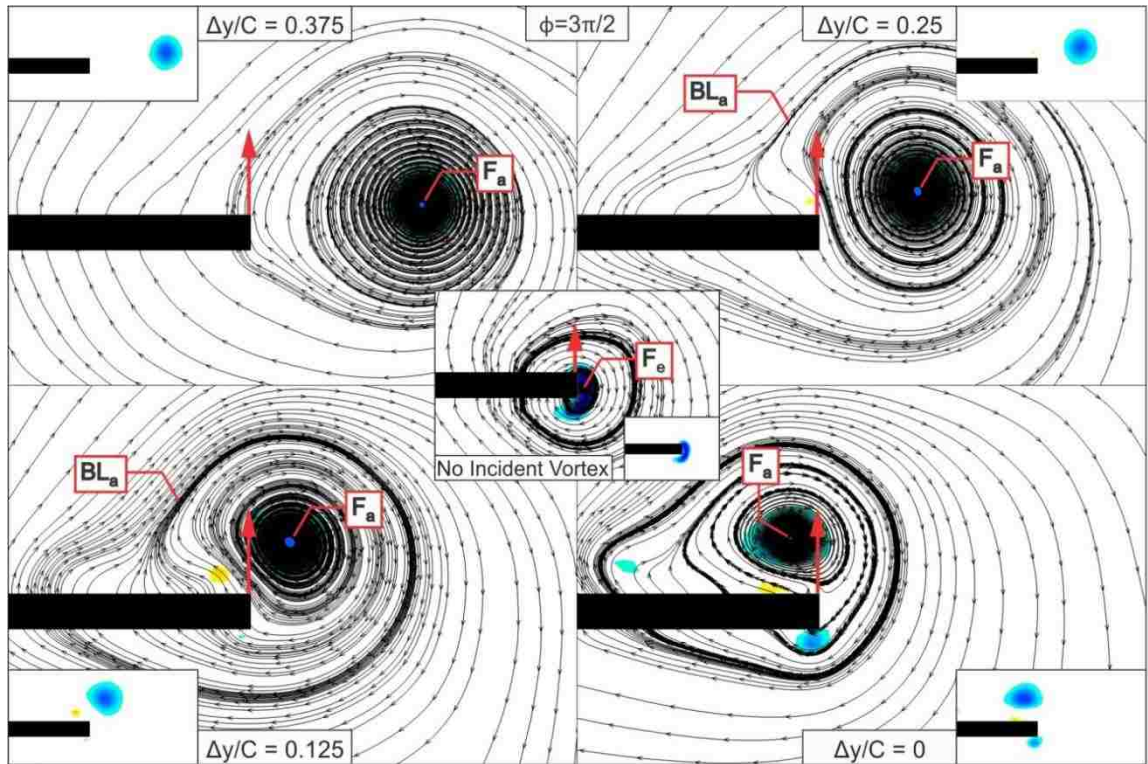 Δy/C = 0.375
ϕ=3π/2
Δy/C = 0.25
BLₐ
Fₐ
Fₐ
Fₑ
No Incident Vortex
BLₐ
Fₐ
Fₐ
Δy/C = 0.125
Δy/C = 0